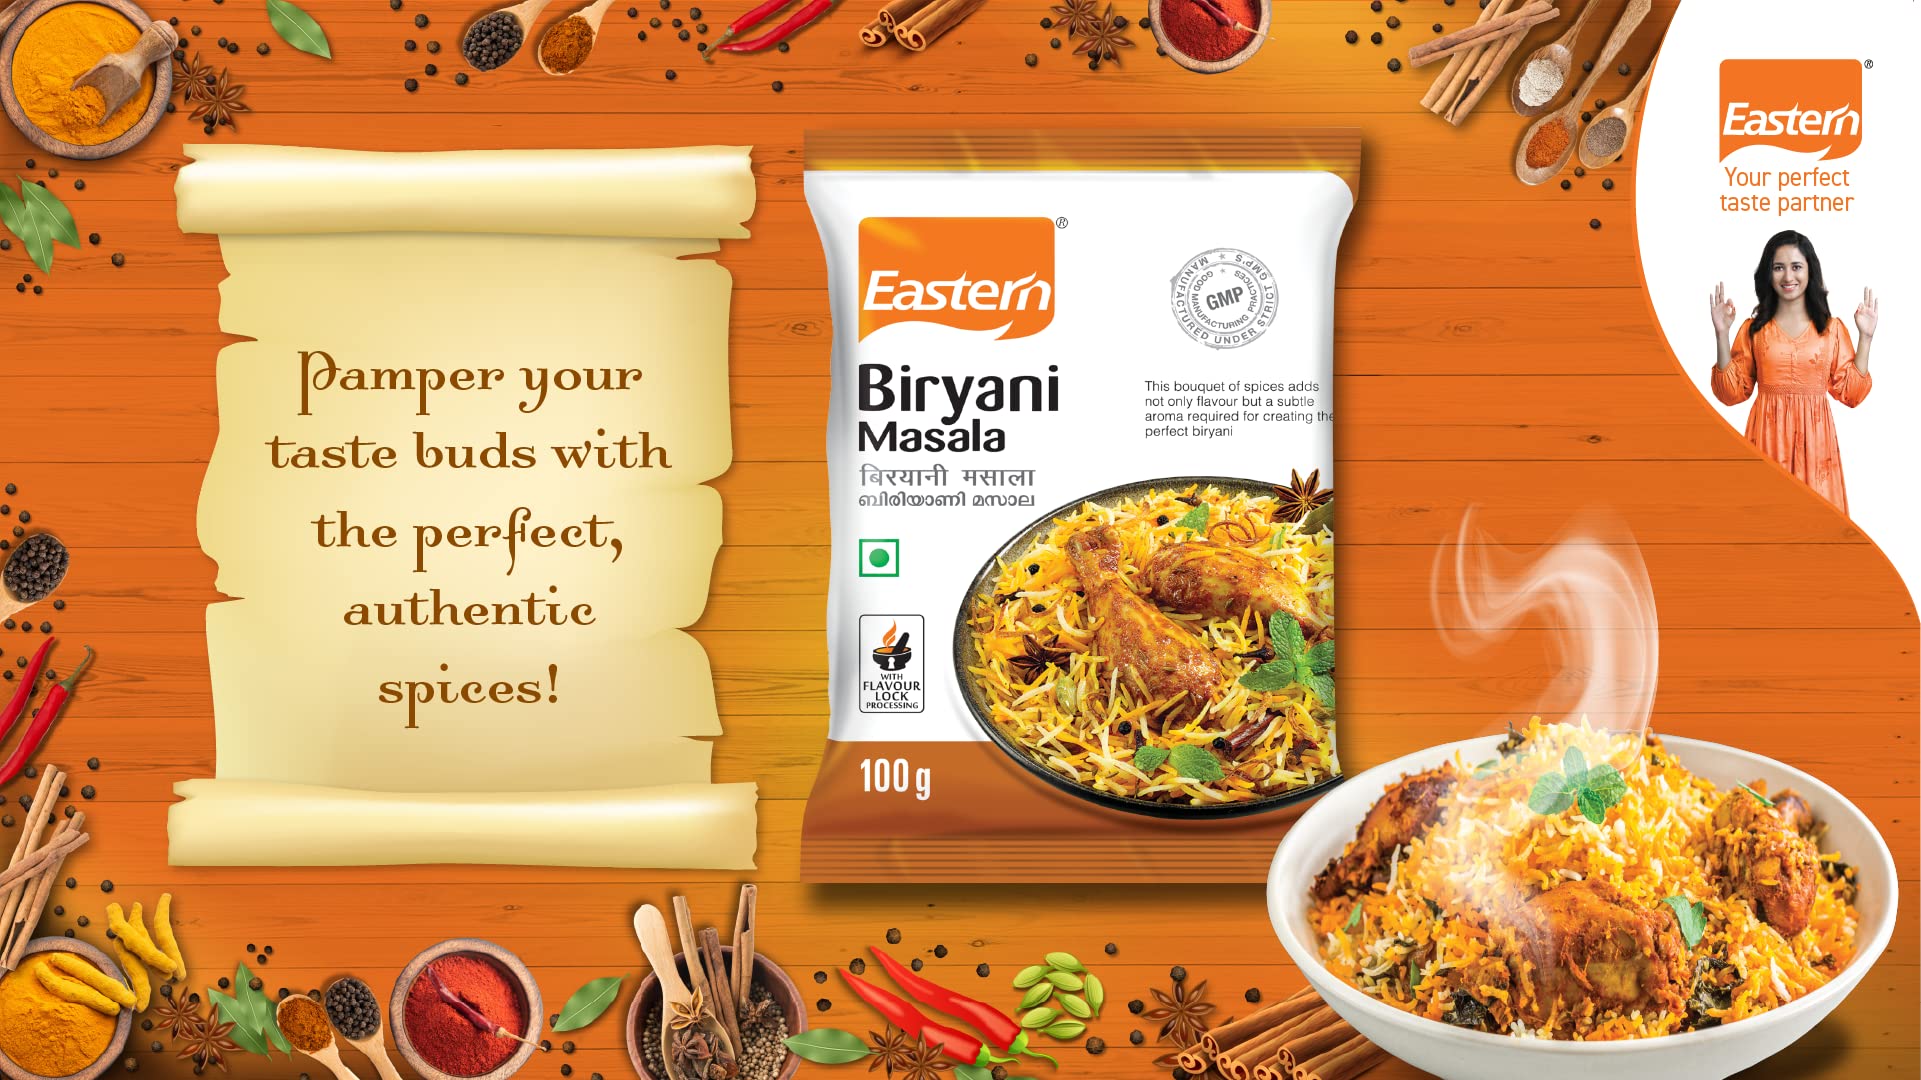 Pamper your
taste buds with
the perfect,
authentic
spices!
Eastern®
Biryani
Masala
बिरयानी मसाला
ബിരിയാണി മസാല
MANUFACTURED UNDER STRICT GMP'S
GOOD MANUFACTURING PRACTICES
GMP
This bouquet of spices adds
not only flavour but a subtle
aroma required for creating the
perfect biryani
WITH
FLAVOUR
LOCK
PROCESSING
100 g
Eastern®
Your perfect
taste partner